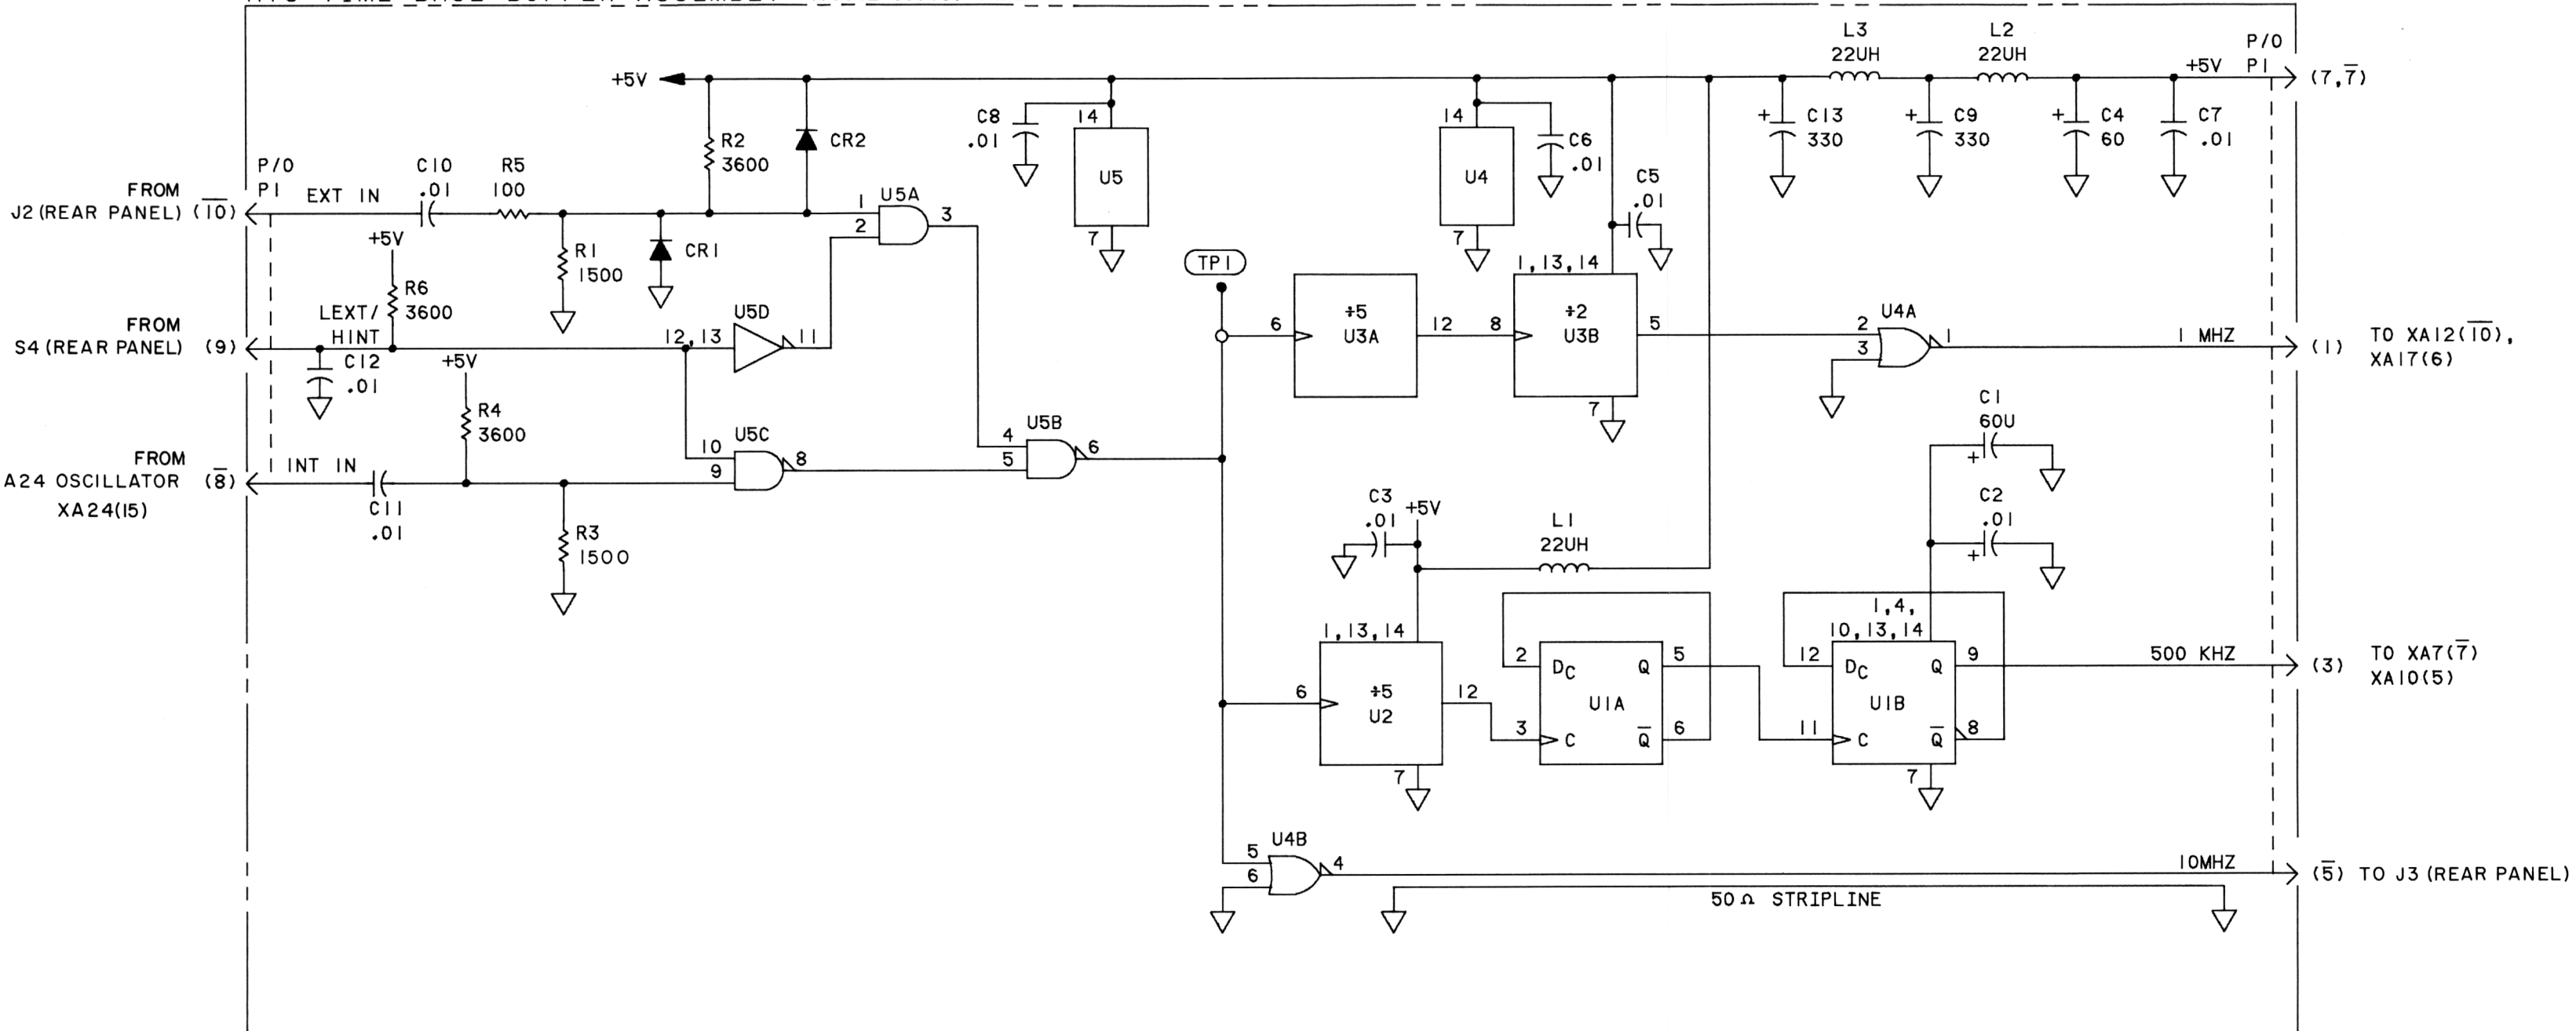 L3
22UH
L2
22UH
P/O
P1
+5V
+5V
(7,7̅)
C8
.01
14
U5
7
14
U4
7
C6
.01
C13
330
C9
330
C4
60
C7
.01
R2
3600
CR2
C5
.01
P/O
P1
FROM
J2 (REAR PANEL) (1̅0̅)
EXT IN
C10
.01
R5
100
U5A
1
2
3
+5V
R1
1500
CR1
R6
3600
TP1
1,13,14
FROM
S4 (REAR PANEL) (9)
LEXT/
HINT
12,13
U5D
11
6
÷5
U3A
12
8
÷2
U3B
5
7
U4A
2
3
1
1 MHZ
(1)
TO XA12(1̅0̅),
XA17(6)
C12
.01
+5V
R4
3600
C1
60U
+
FROM
A24 OSCILLATOR (8̅)
XA24(15)
INT IN
C11
.01
10
9
U5C
8
4
5
U5B
6
R3
1500
C3
.01
+5V
L1
22UH
C2
.01
+
1,13,14
6
÷5
U2
12
7
2
DC
Q
5
U1A
3
C
Q̅
6
1,4,
10,13,14
12
DC
Q
9
U1B
11
C
Q̅
8
7
500 KHZ
(3)
TO XA7(7̅)
XA10(5)
U4B
5
6
4
10MHZ
(5̅) TO J3 (REAR PANEL)
50Ω STRIPLINE